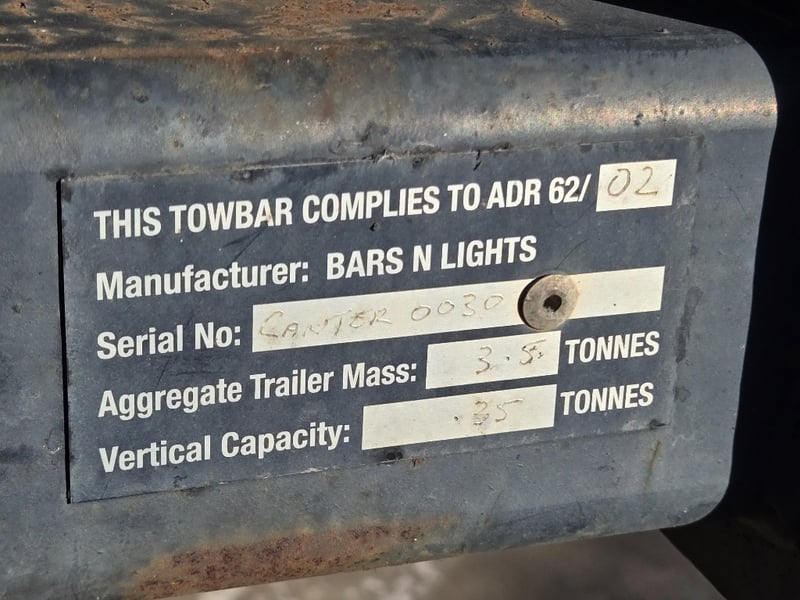 THIS TOWBAR COMPLIES TO ADR 62/02
Manufacturer: BARS N LIGHTS
Serial No: CANTER 0030
Aggregate Trailer Mass: 3.5 TONNES
Vertical Capacity: .35 TONNES